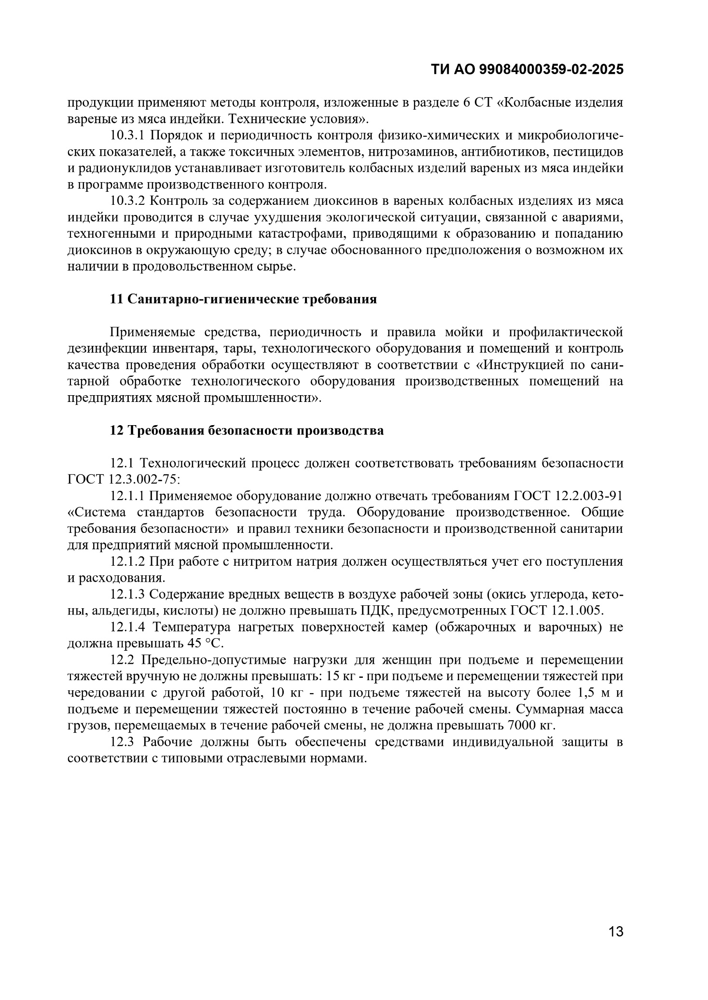 ТИ АО 99084000359-02-2025
продукции применяют методы контроля, изложенные в разделе 6 СТ «Колбасные изделия
вареные из мяса индейки. Технические условия».
10.3.1 Порядок и периодичность контроля физико-химических и микробиологиче-
ских показателей, а также токсичных элементов, нитрозаминов, антибиотиков, пестицидов
и радионуклидов устанавливает изготовитель колбасных изделий вареных из мяса индейки
в программе производственного контроля.
10.3.2 Контроль за содержанием диоксинов в вареных колбасных изделиях из мяса
индейки проводится в случае ухудшения экологической ситуации, связанной с авариями,
техногенными и природными катастрофами, приводящими к образованию и попаданию
диоксинов в окружающую среду; в случае обоснованного предположения о возможном их
наличии в продовольственном сырье.
11 Санитарно-гигиенические требования
Применяемые средства, периодичность и правила мойки и профилактической
дезинфекции инвентаря, тары, технологического оборудования и помещений и контроль
качества проведения обработки осуществляют в соответствии с «Инструкцией по сани-
тарной обработке технологического оборудования производственных помещений на
предприятиях мясной промышленности».
12 Требования безопасности производства
12.1 Технологический процесс должен соответствовать требованиям безопасности
ГОСТ 12.3.002-75:
12.1.1 Применяемое оборудование должно отвечать требованиям ГОСТ 12.2.003-91
«Система стандартов безопасности труда. Оборудование производственное. Общие
требования безопасности»  и правил техники безопасности и производственной санитарии
для предприятий мясной промышленности.
12.1.2 При работе с нитритом натрия должен осуществляться учет его поступления
и расходования.
12.1.3 Содержание вредных веществ в воздухе рабочей зоны (окись углерода, кето-
ны, альдегиды, кислоты) не должно превышать ПДК, предусмотренных ГОСТ 12.1.005.
12.1.4 Температура нагретых поверхностей камер (обжарочных и варочных) не
должна превышать 45 °С.
12.2 Предельно-допустимые нагрузки для женщин при подъеме и перемещении
тяжестей вручную не должны превышать: 15 кг - при подъеме и перемещении тяжестей при
чередовании с другой работой, 10 кг - при подъеме тяжестей на высоту более 1,5 м и
подъеме и перемещении тяжестей постоянно в течение рабочей смены. Суммарная масса
грузов, перемещаемых в течение рабочей смены, не должна превышать 7000 кг.
12.3 Рабочие должны быть обеспечены средствами индивидуальной защиты в
соответствии с типовыми отраслевыми нормами.
13